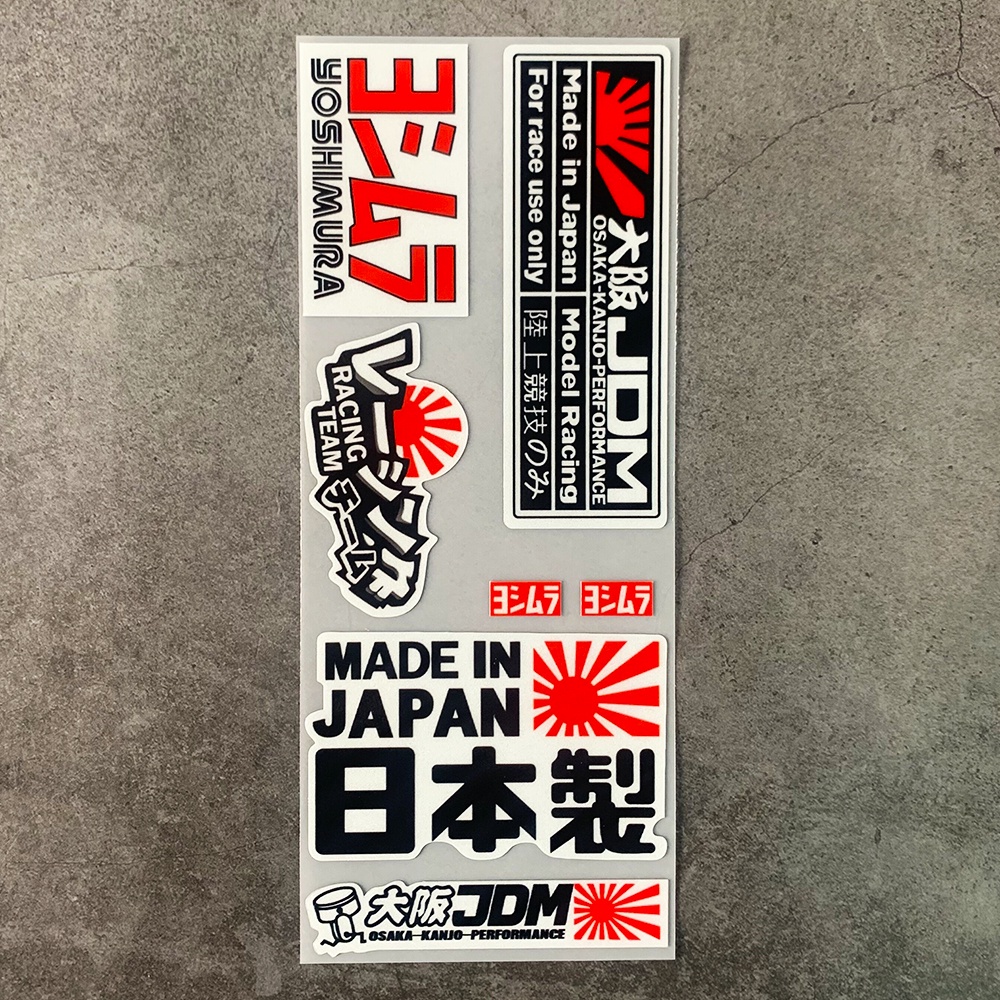 ヨシムラ
YOSHIMURA
大阪JDM
OSAKA-KANJO-PERFORMANCE
Made in Japan
Model Racing
For race use only
陸上競技のみ
レーシング
RACING
TEAM
チーム
ヨシムラ
ヨシムラ
MADE IN
JAPAN
日本製
大阪JDM
OSAKA-KANJO-PERFORMANCE